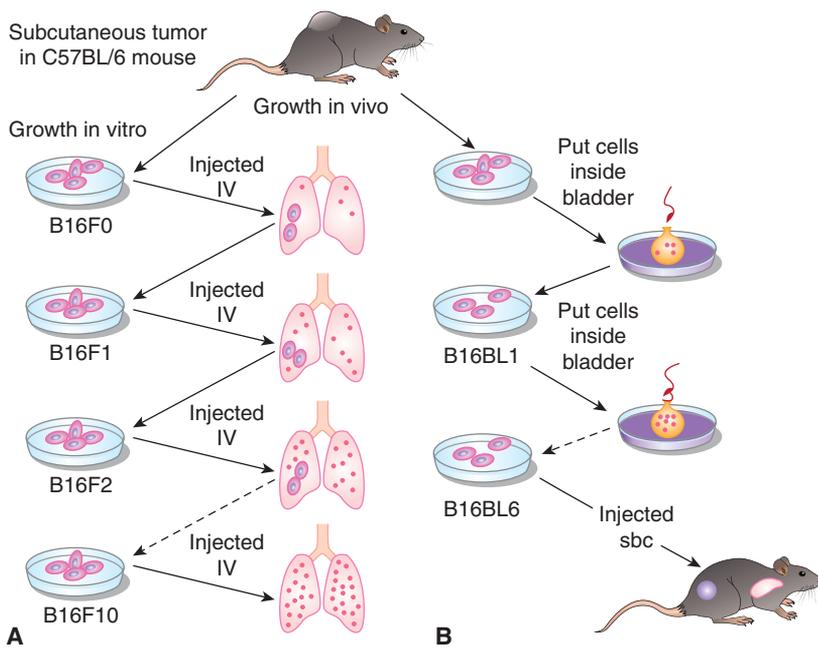 Subcutaneous tumor
in C57BL/6 mouse
Growth in vivo
Growth in vitro
Injected
IV
B16F0
Injected
IV
B16F1
Injected
IV
B16F2
Injected
IV
B16F10
A
Put cells
inside
bladder
B16BL1
Put cells
inside
bladder
B16BL6
Injected
sbc
B